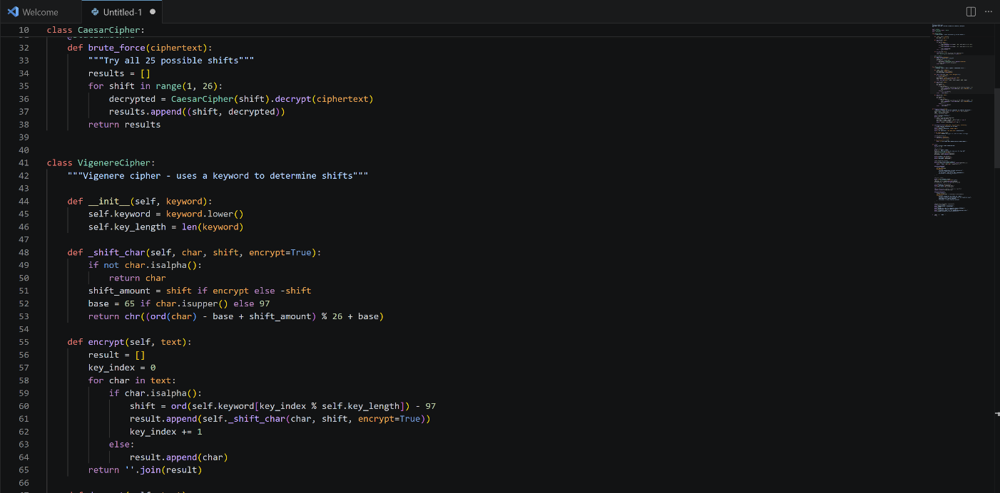 Welcome
Untitled-1
10 class CaesarCipher:
32 def brute_force(ciphertext):
33 """Try all 25 possible shifts"""
34 results = []
35 for shift in range(1, 26):
36 decrypted = CaesarCipher(shift).decrypt(ciphertext)
37 results.append((shift, decrypted))
38 return results
39
40
41 class VigenereCipher:
42 """Vigenere cipher - uses a keyword to determine shifts"""
43
44 def __init__(self, keyword):
45 self.keyword = keyword.lower()
46 self.key_length = len(keyword)
47
48 def _shift_char(self, char, shift, encrypt=True):
49 if not char.isalpha():
50 return char
51 shift_amount = shift if encrypt else -shift
52 base = 65 if char.isupper() else 97
53 return chr((ord(char) - base + shift_amount) % 26 + base)
54
55 def encrypt(self, text):
56 result = []
57 key_index = 0
58 for char in text:
59 if char.isalpha():
60 shift = ord(self.keyword[key_index % self.key_length]) - 97
61 result.append(self._shift_char(char, shift, encrypt=True))
62 key_index += 1
63 else:
64 result.append(char)
65 return ''.join(result)
66